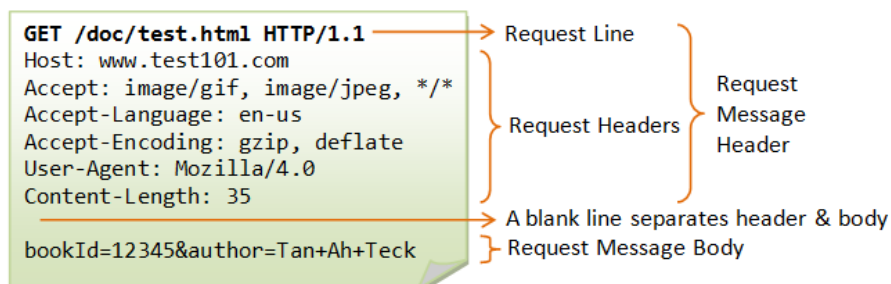 GET /doc/test.html HTTP/1.1
Request Line
Host: www.test101.com
Accept: image/gif, image/jpeg, */*
Accept-Language: en-us
Accept-Encoding: gzip, deflate
User-Agent: Mozilla/4.0
Content-Length: 35
Request Headers
Request
Message
Header
A blank line separates header & body
bookId=12345&author=Tan+Ah+Teck
Request Message Body